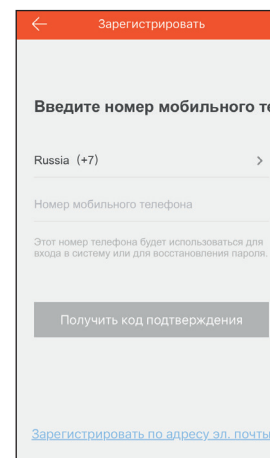 Зарегистрировать
Введите номер мобильного те
Russia (+7)
Номер мобильного телефона
Этот номер телефона будет использоваться для
входа в систему или для восстановления пароля.
Получить код подтверждения
Зарегистрировать по адресу эл. почты